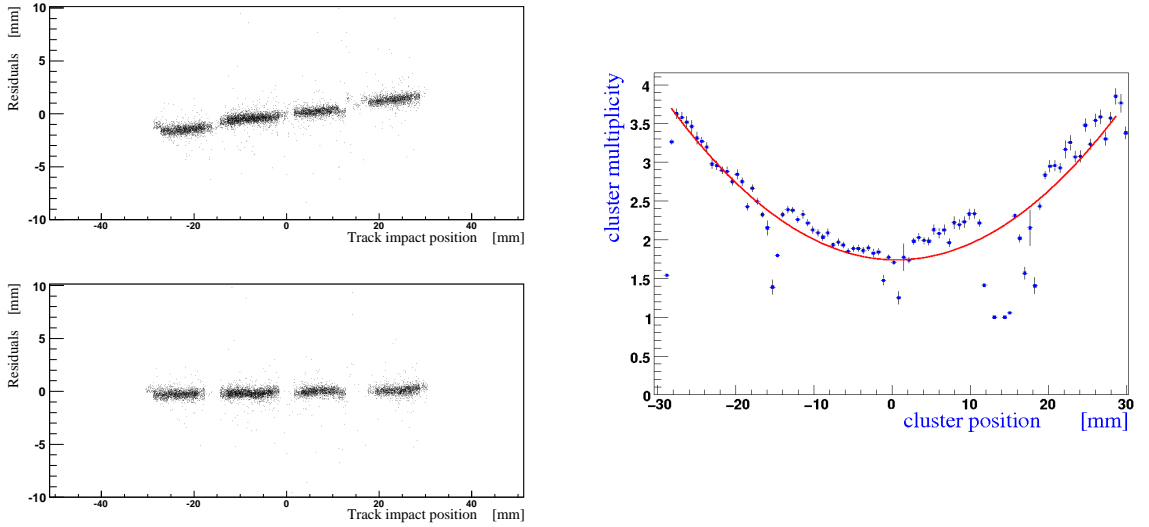 Residuals [mm]
10
5
0
-5
-10
-40 -20 0 20 40
Track impact position [mm]
Residuals [mm]
10
5
0
-5
-10
-40 -20 0 20 40
Track impact position [mm]
cluster multiplicity
4
3.5
3
2.5
2
1.5
1
0.5
0
−30 −20 −10 0 10 20 30
cluster position [mm]